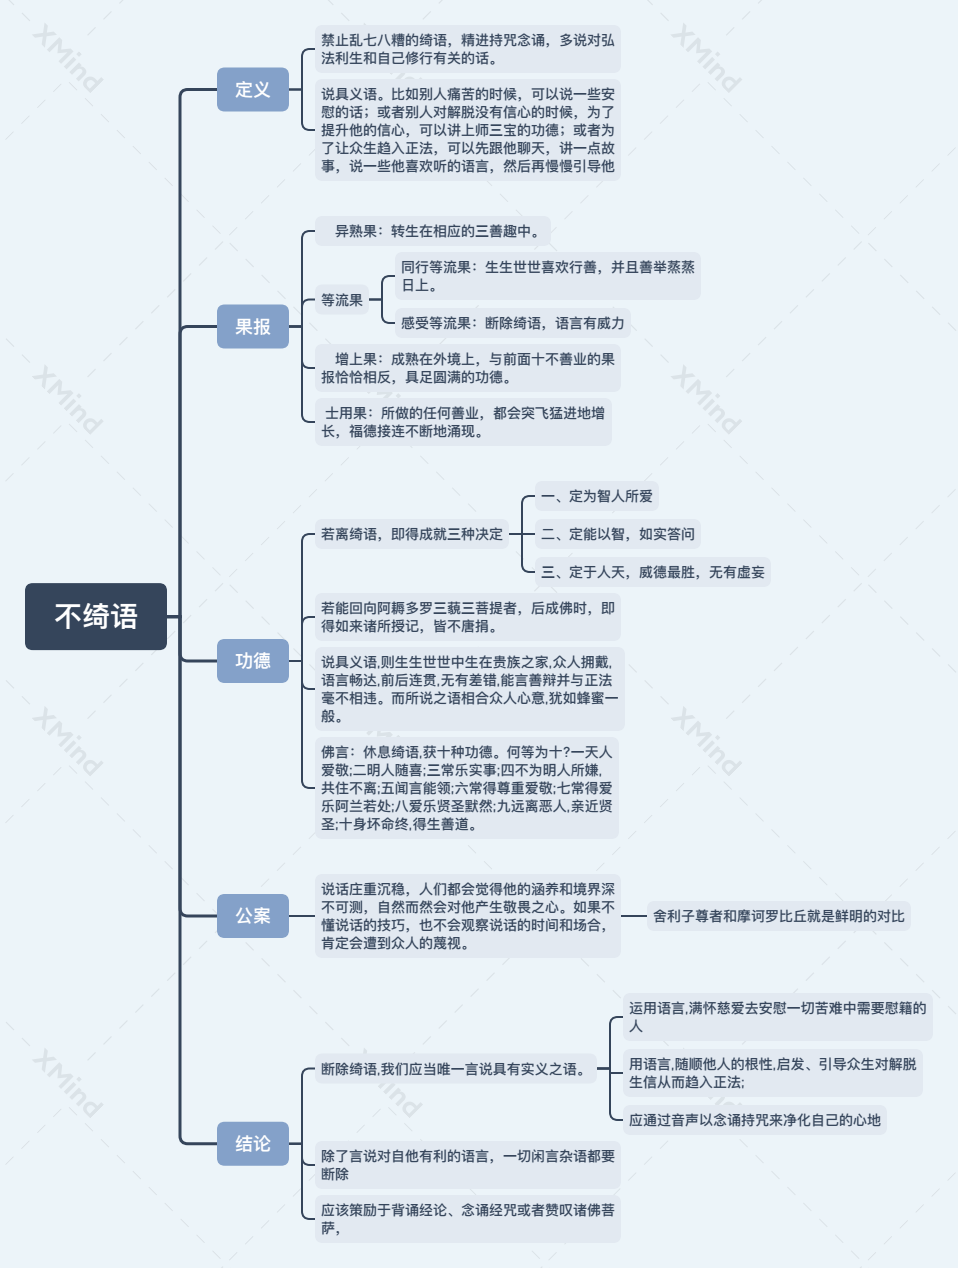 不绮语
定义
禁止乱七八糟的绮语，精进持咒念诵，多说对弘
法利生和自己修行有关的话。
说具义语。比如别人痛苦的时候，可以说一些安
慰的话；或者别人对解脱没有信心的时候，为了
提升他的信心，可以讲上师三宝的功德；或者为
了让众生趋入正法，可以先跟他聊天，讲一点故
事，说一些他喜欢听的语言，然后再慢慢引导他
果报
异熟果：转生在相应的三善趣中。
等流果
同行等流果：生生世世喜欢行善，并且善举蒸蒸
日上。
感受等流果：断除绮语，语言有威力
增上果：成熟在外境上，与前面十不善业的果
报恰恰相反，具足圆满的功德。
士用果：所做的任何善业，都会突飞猛进地增
长，福德接连不断地涌现。
功德
若离绮语，即得成就三种决定
一、定为智人所爱
二、定能以智，如实答问
三、定于人天，威德最胜，无有虚妄
若能回向阿耨多罗三藐三菩提者，后成佛时，即
得如来诸所授记，皆不唐捐。
说具义语,则生生世世中生在贵族之家,众人拥戴,
语言畅达,前后连贯,无有差错,能言善辩并与正法
毫不相违。而所说之语相合众人心意,犹如蜂蜜一
般。
佛言：休息绮语,获十种功德。何等为十?一天人
爱敬;二明人随喜;三常乐实事;四不为明人所嫌,
共住不离;五闻言能领;六常得尊重爱敬;七常得爱
乐阿兰若处;八爱乐贤圣默然;九远离恶人,亲近贤
圣;十身坏命终,得生善道。
公案
说话庄重沉稳，人们都会觉得他的涵养和境界深
不可测，自然而然会对他产生敬畏之心。如果不
懂说话的技巧，也不会观察说话的时间和场合，
肯定会遭到众人的蔑视。
舍利子尊者和摩诃罗比丘就是鲜明的对比
结论
断除绮语,我们应当唯一言说具有实义之语。
运用语言,满怀慈爱去安慰一切苦难中需要慰籍的
人
用语言,随顺他人的根性,启发、引导众生对解脱
生信从而趋入正法;
应通过音声以念诵持咒来净化自己的心地
除了言说对自他有利的语言，一切闲言杂语都要
断除
应该策励于背诵经论、念诵经咒或者赞叹诸佛菩
萨，
XMind
XMind
XMind
XMind
XMind
XMind
XMind